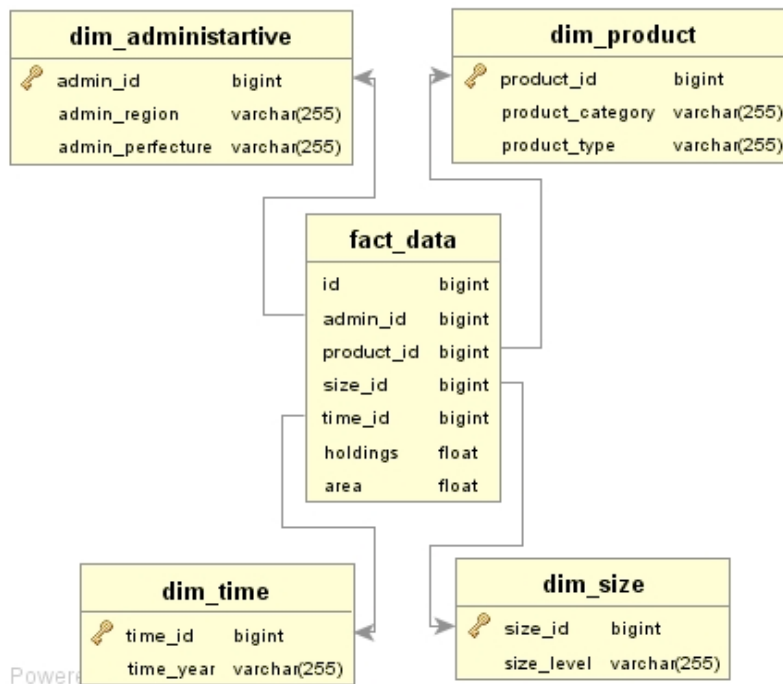 dim_administartive
admin_id bigint
admin_region varchar(255)
admin_perfecture varchar(255)
dim_product
product_id bigint
product_category varchar(255)
product_type varchar(255)
fact_data
id bigint
admin_id bigint
product_id bigint
size_id bigint
time_id bigint
holdings float
area float
dim_time
time_id bigint
time_year varchar(255)
dim_size
size_id bigint
size_level varchar(255)